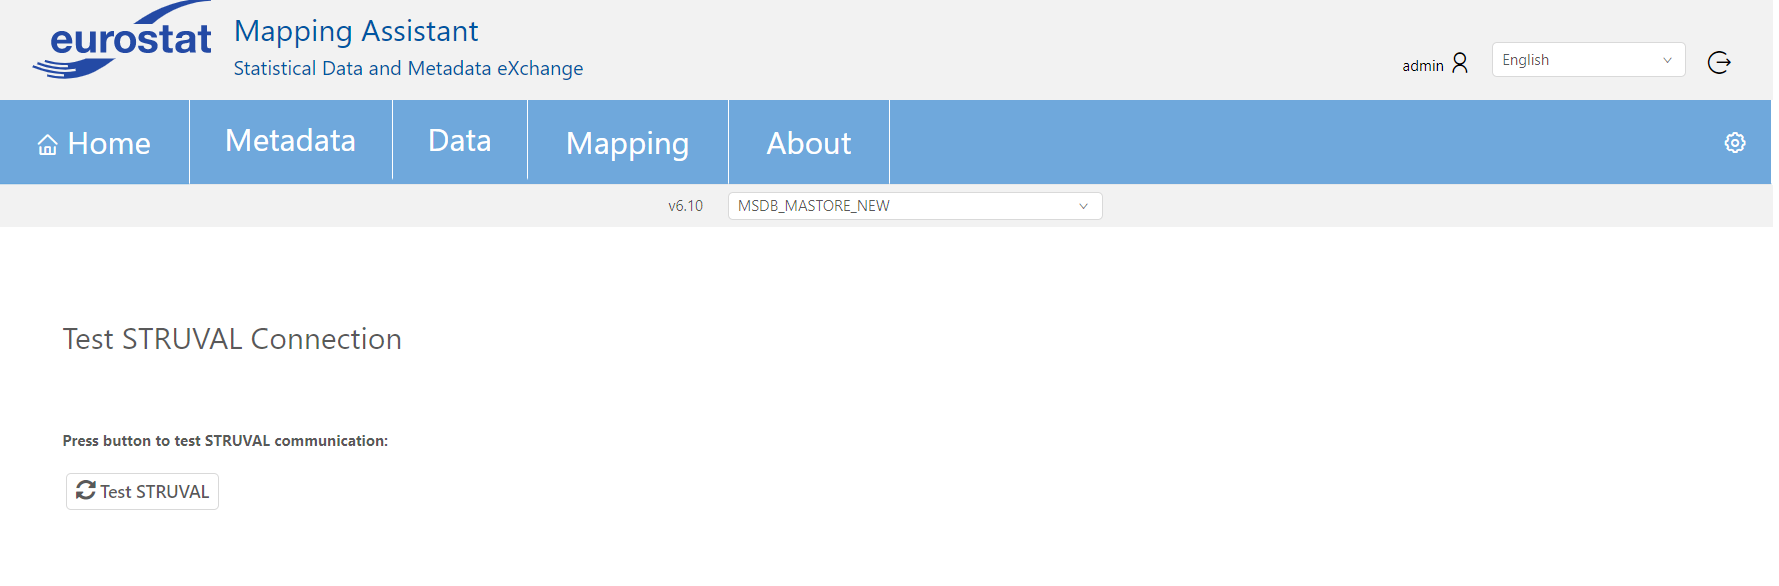 eurostat
Mapping Assistant
Statistical Data and Metadata eXchange
admin
English
Home
Metadata
Data
Mapping
About
v6.10
MSDB_MASTORE_NEW
Test STRUVAL Connection
Press button to test STRUVAL communication:
Test STRUVAL